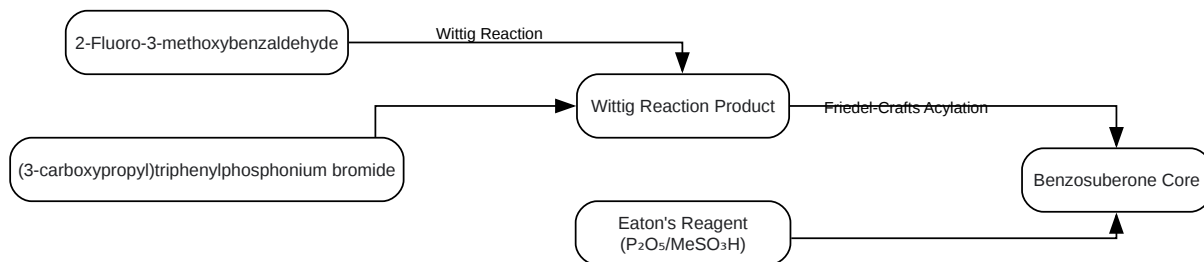 2-Fluoro-3-methoxybenzaldehyde
Wittig Reaction
Wittig Reaction Product
Friedel-Crafts Acylation
(3-carboxypropyl)triphenylphosphonium bromide
Benzosuberone Core
Eaton's Reagent
(P₂O₅/MeSO₃H)